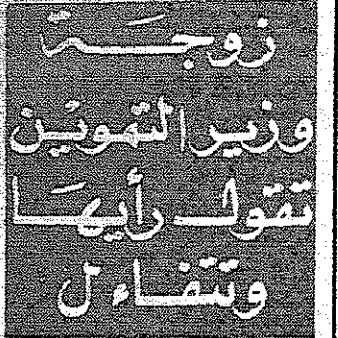 زوجة
وزير التموين
تقول رأيها
وتتفاءل